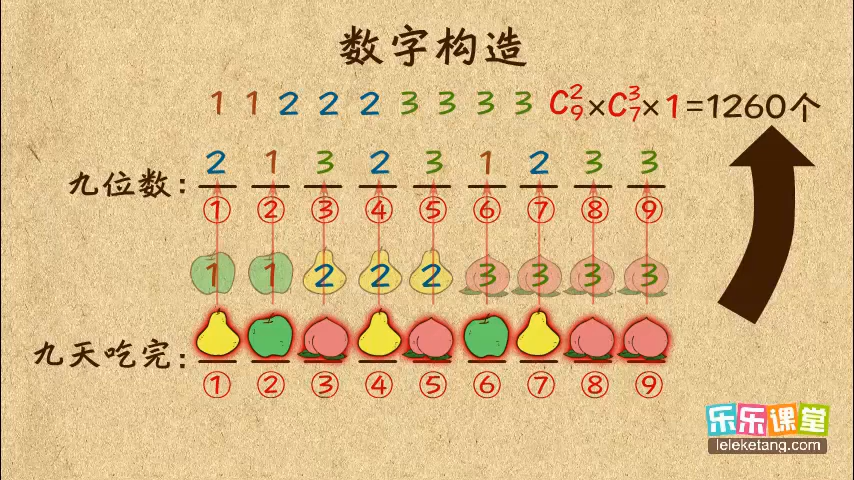 数字构造
1 1 2 2 2 3 3 3 3 C²₉×C³₇×1=1260个
九位数: 2 1 3 2 3 1 2 3 3
① ② ③ ④ ⑤ ⑥ ⑦ ⑧ ⑨
1 1 2 2 2 3 3 3 3
九天吃完:
① ② ③ ④ ⑤ ⑥ ⑦ ⑧ ⑨
乐乐课堂
leleketang.com